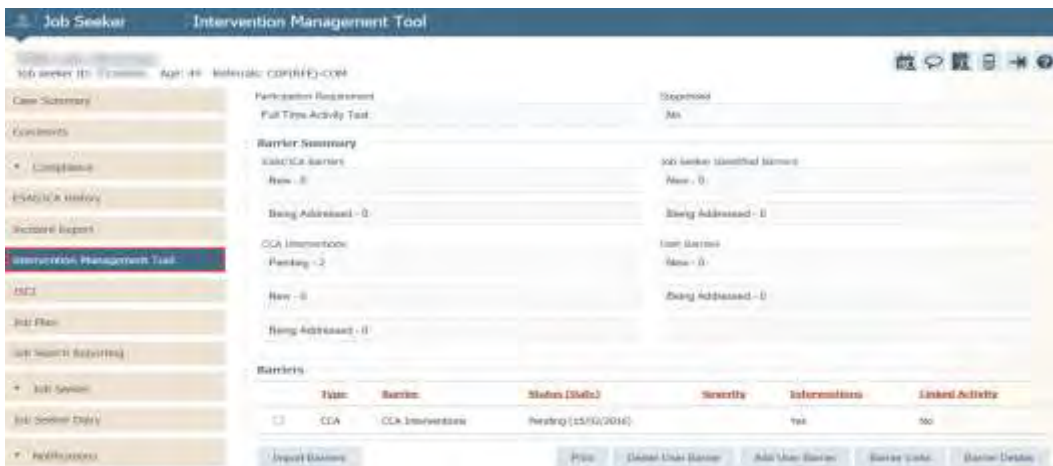 Job Seeker Intervention Management Tool
Job seeker ID: Age: 44 Referrals: CDP(RFE)-COM
Case Summary
Comments
Compliance
ESAt/JCA History
Incident Report
Intervention Management Tool
JSCI
Job Plan
Job Search Reporting
Job Seeker
Job Seeker Diary
Notifications
Participation Requirement Suspended
Full Time Activity Test No
Barrier Summary
ESAt/JCA Barriers Job Seeker Identified Barriers
New - 0 New - 0
Being Addressed - 0 Being Addressed - 0
CCA Interventions User Barriers
Pending - 2 New - 0
New - 0 Being Addressed - 0
Being Addressed - 0
Barriers
Type Barrier Status (Date) Severity Interventions Linked Activity
CCA CCA Interventions Pending (15/02/2016) Yes No
Import Barriers Print Delete User Barrier Add User Barrier Barrier Links Barrier Details